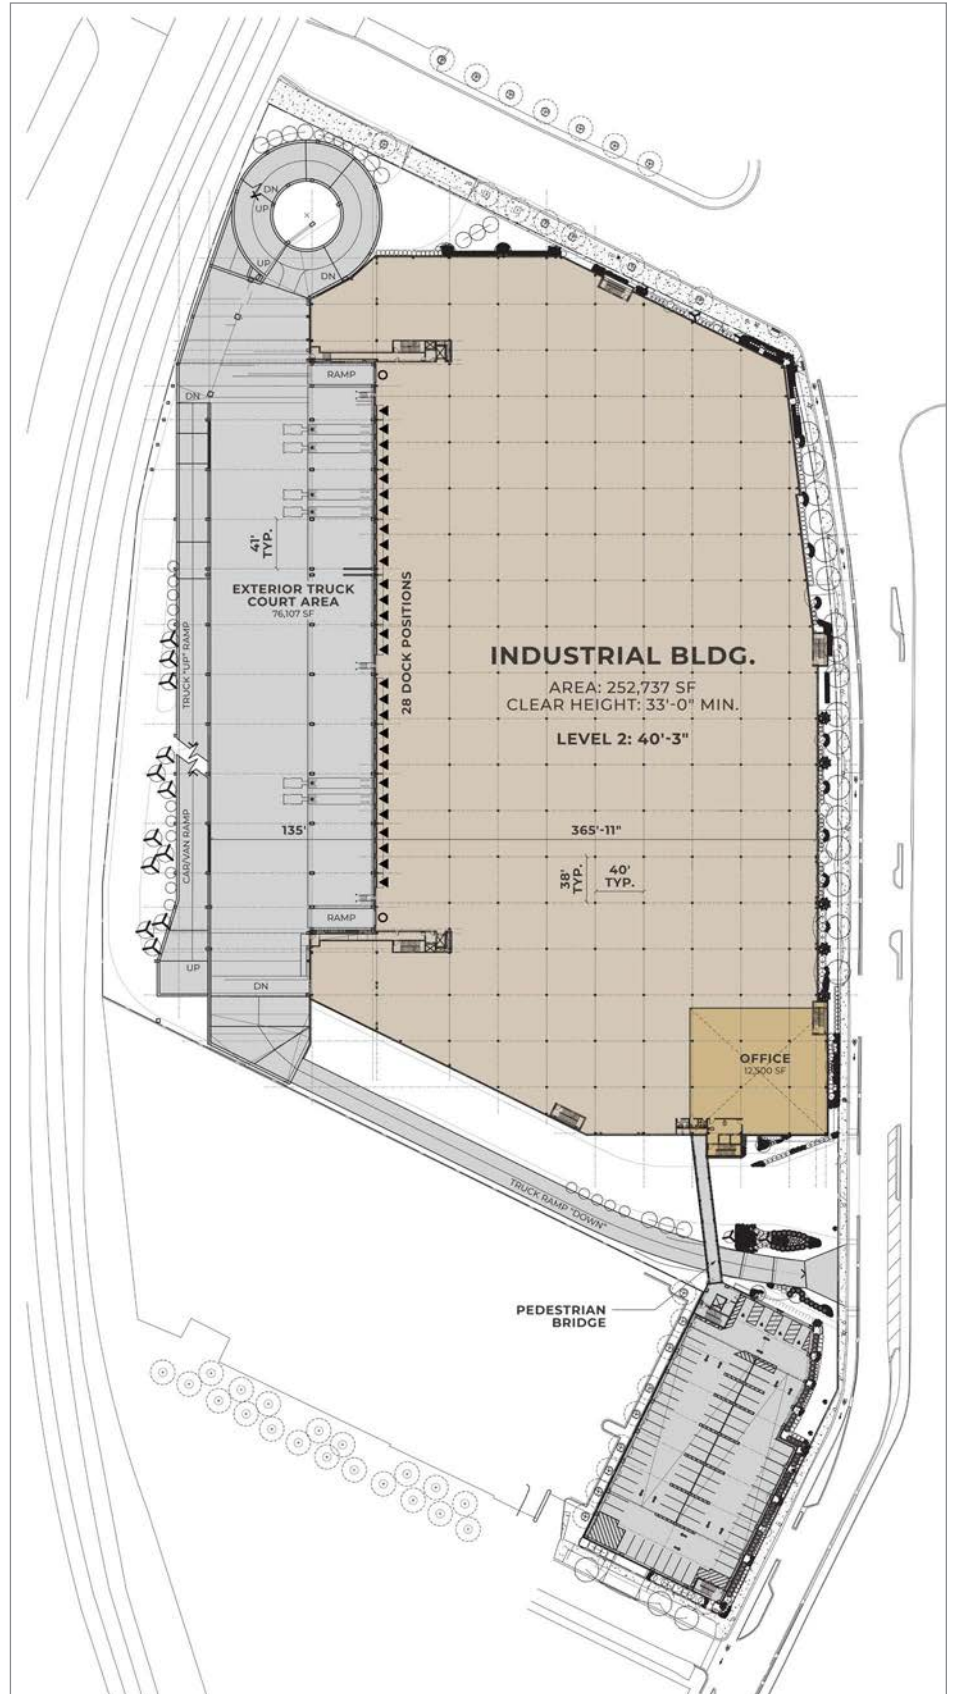 DN
UP
UP
DN
RAMP
DN
41'
TYP.
EXTERIOR TRUCK
COURT AREA
76,107 SF
28 DOCK POSITIONS
TRUCK "UP" RAMP
INDUSTRIAL BLDG.
AREA: 252,737 SF
CLEAR HEIGHT: 33'-0" MIN.
LEVEL 2: 40'-3"
135'
365'-11"
CAR/VAN RAMP
38'
TYP.
40'
TYP.
RAMP
UP
DN
OFFICE
12,500 SF
TRUCK RAMP "DOWN"
PEDESTRIAN
BRIDGE